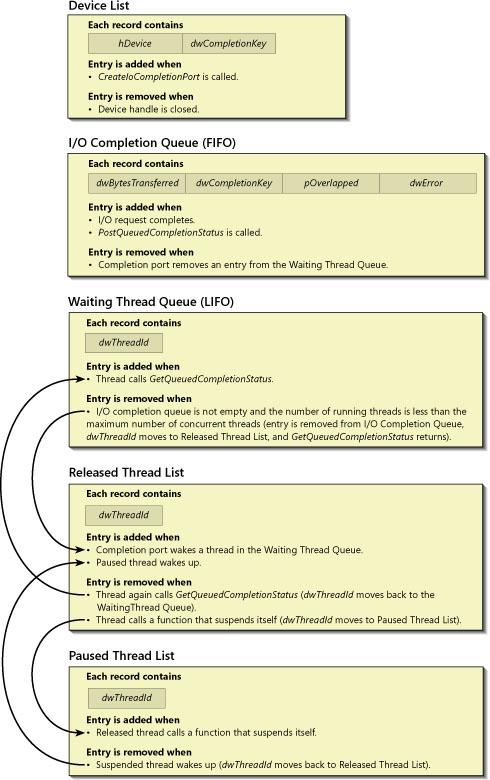 Device List
Each record contains
hDevice dwCompletionKey
Entry is added when
• CreateIoCompletionPort is called.
Entry is removed when
• Device handle is closed.
I/O Completion Queue (FIFO)
Each record contains
dwBytesTransferred dwCompletionKey pOverlapped dwError
Entry is added when
• I/O request completes.
• PostQueuedCompletionStatus is called.
Entry is removed when
• Completion port removes an entry from the Waiting Thread Queue.
Waiting Thread Queue (LIFO)
Each record contains
dwThreadId
Entry is added when
• Thread calls GetQueuedCompletionStatus.
Entry is removed when
• I/O completion queue is not empty and the number of running threads is less than the
maximum number of concurrent threads (entry is removed from I/O Completion Queue,
dwThreadId moves to Released Thread List, and GetQueuedCompletionStatus returns).
Released Thread List
Each record contains
dwThreadId
Entry is added when
• Completion port wakes a thread in the Waiting Thread Queue.
• Paused thread wakes up.
Entry is removed when
• Thread again calls GetQueuedCompletionStatus (dwThreadId moves back to the
WaitingThread Queue).
• Thread calls a function that suspends itself (dwThreadId moves to Paused Thread List).
Paused Thread List
Each record contains
dwThreadId
Entry is added when
• Released thread calls a function that suspends itself.
Entry is removed when
• Suspended thread wakes up (dwThreadId moves back to Released Thread List).